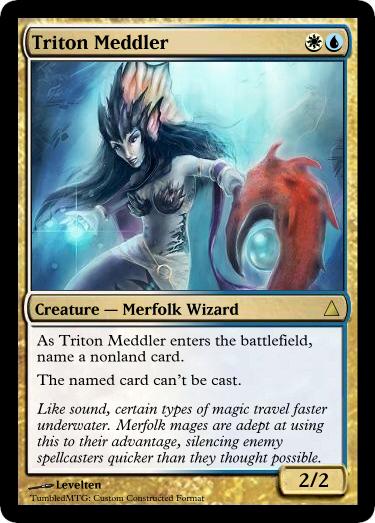 Triton Meddler
Creature — Merfolk Wizard
As Triton Meddler enters the battlefield,
name a nonland card.
The named card can't be cast.
Like sound, certain types of magic travel faster
underwater. Merfolk mages are adept at using
this to their advantage, silencing enemy
spellcasters quicker than they thought possible.
2/2
Levelten
TumbledMTG: Custom Constructed Format